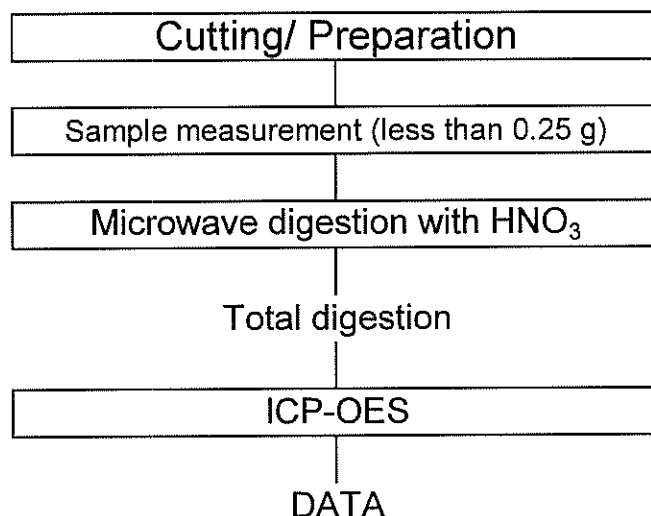 Cutting/ Preparation
Sample measurement (less than 0.25 g)
Microwave digestion with HNO₃
Total digestion
ICP-OES
DATA